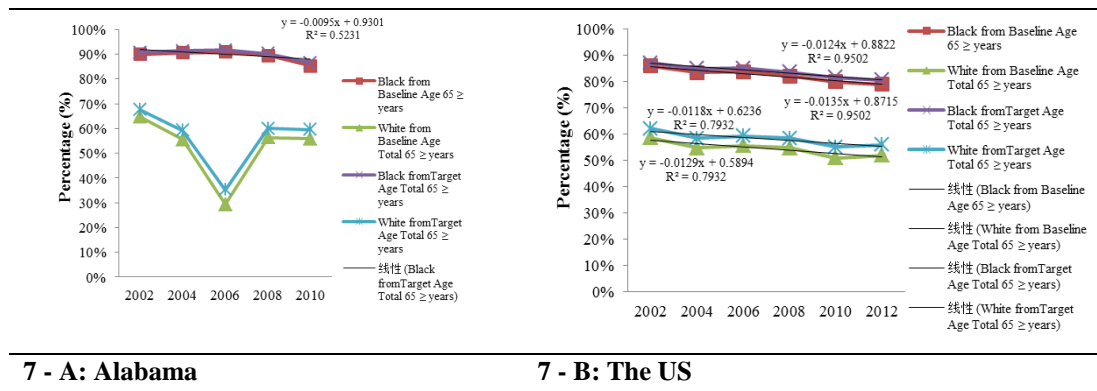 y = -0.0095x + 0.9301
R² = 0.5231
Percentage (%)
100%
90%
80%
70%
60%
50%
40%
30%
20%
10%
0%
2002 2004 2006 2008 2010
Black from
Baseline Age 65 ≥
years
White from
Baseline Age
Total 65 ≥ years
Black fromTarget
Age Total 65 ≥
years
White fromTarget
Age Total 65 ≥
years
线性 (Black
fromTarget Age
Total 65 ≥ years)
7 - A: Alabama
Percentage (%)
100%
90%
80%
70%
60%
50%
40%
30%
20%
10%
0%
y = -0.0124x + 0.8822
R² = 0.9502
y = -0.0118x + 0.6236
R² = 0.7932
y = -0.0135x + 0.8715
R² = 0.9502
y = -0.0129x + 0.5894
R² = 0.7932
2002 2004 2006 2008 2010 2012
Black from Baseline Age
65 ≥ years
White from Baseline Age
Total 65 ≥ years
Black fromTarget Age
Total 65 ≥ years
White fromTarget Age
Total 65 ≥ years
线性 (Black from Baseline
Age 65 ≥ years)
线性 (White from Baseline
Age Total 65 ≥ years)
线性 (Black fromTarget
Age Total 65 ≥ years)
线性 (White fromTarget
Age Total 65 ≥ years)
7 - B: The US